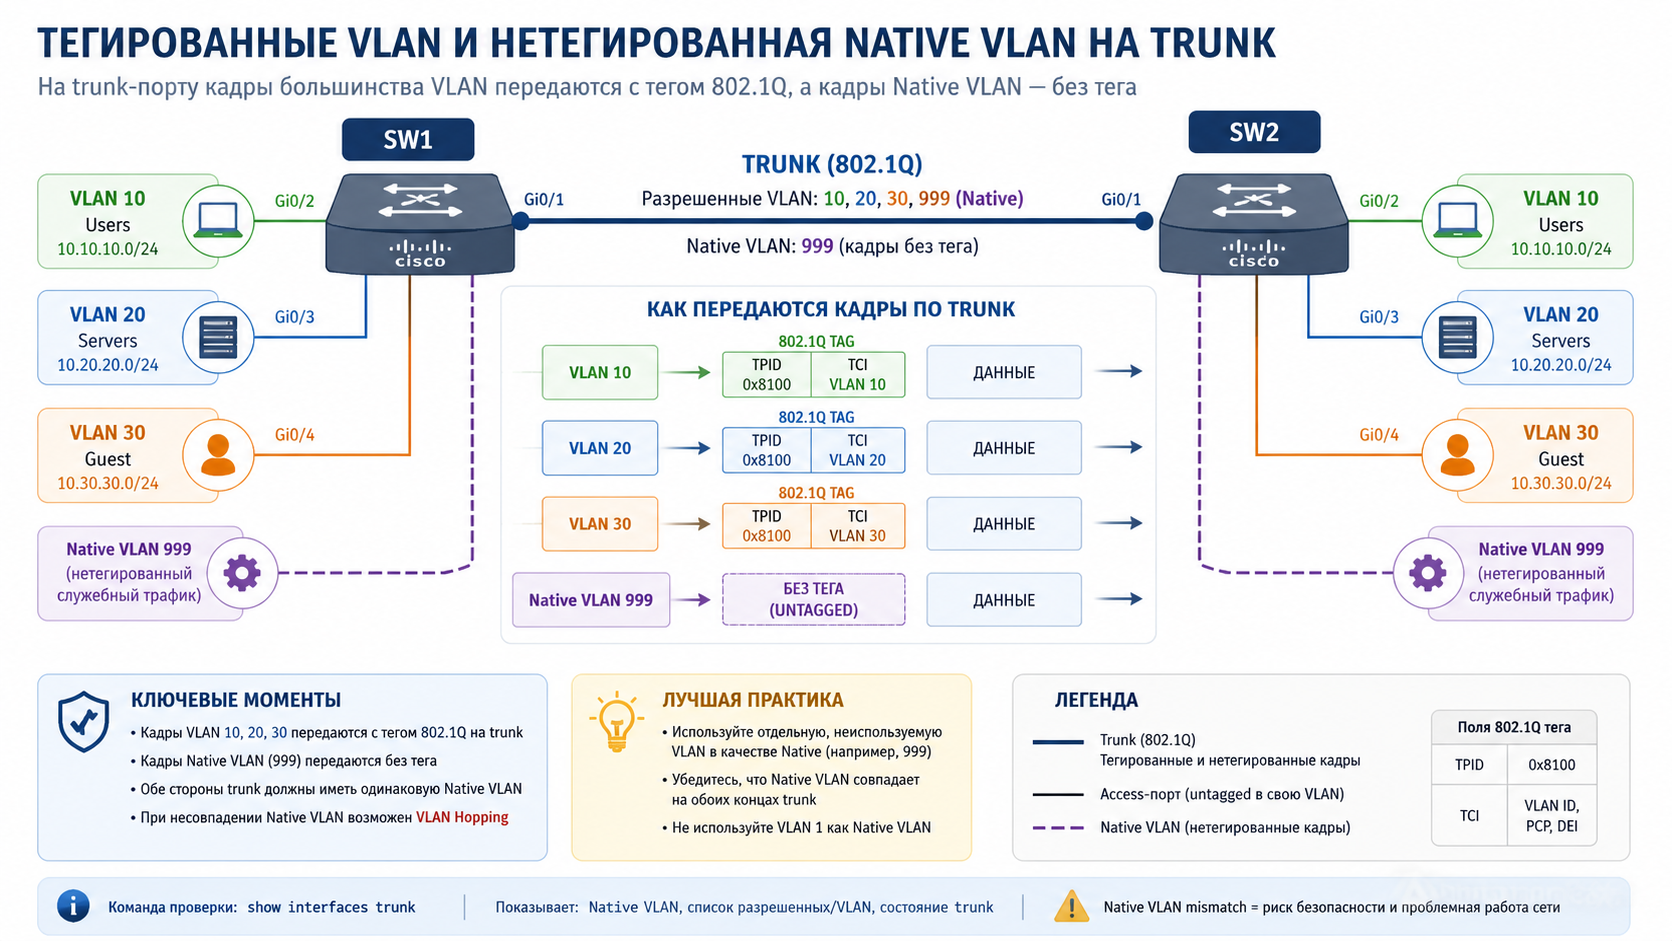 ТЕГИРОВАННЫЕ VLAN И НЕТЕГИРОВАННАЯ NATIVE VLAN НА TRUNK
На trunk-порту кадры большинства VLAN передаются с тегом 802.1Q, а кадры Native VLAN — без тега
SW1
SW2
TRUNK (802.1Q)
Разрешенные VLAN: 10, 20, 30, 999 (Native)
Native VLAN: 999 (кадры без тега)
Gi0/1
Gi0/1
VLAN 10
Users
10.10.10.0/24
Gi0/2
cisco
VLAN 20
Servers
10.20.20.0/24
Gi0/3
VLAN 30
Guest
10.30.30.0/24
Gi0/4
Native VLAN 999
(нетегированный
служебный трафик)
КАК ПЕРЕДАЮТСЯ КАДРЫ ПО TRUNK
802.1Q TAG
VLAN 10
TPID
0x8100
TCI
VLAN 10
ДАННЫЕ
802.1Q TAG
VLAN 20
TPID
0x8100
TCI
VLAN 20
ДАННЫЕ
802.1Q TAG
VLAN 30
TPID
0x8100
TCI
VLAN 30
ДАННЫЕ
Native VLAN 999
БЕЗ ТЕГА
(UNTAGGED)
ДАННЫЕ
cisco
Gi0/2
VLAN 10
Users
10.10.10.0/24
Gi0/3
VLAN 20
Servers
10.20.20.0/24
Gi0/4
VLAN 30
Guest
10.30.30.0/24
Native VLAN 999
(нетегированный
служебный трафик)
КЛЮЧЕВЫЕ МОМЕНТЫ
• Кадры VLAN 10, 20, 30 передаются с тегом 802.1Q на trunk
• Кадры Native VLAN (999) передаются без тега
• Обе стороны trunk должны иметь одинаковую Native VLAN
• При несовпадении Native VLAN возможен VLAN Hopping
ЛУЧШАЯ ПРАКТИКА
• Используйте отдельную, неиспользуемую
VLAN в качестве Native (например, 999)
• Убедитесь, что Native VLAN совпадает
на обоих концах trunk
• Не используйте VLAN 1 как Native VLAN
ЛЕГЕНДА
Trunk (802.1Q)
Тегированные и нетегированные кадры
Access-порт (untagged в свою VLAN)
Native VLAN (нетегированные кадры)
Поля 802.1Q тега
TPID
0x8100
TCI
VLAN ID,
PCP, DEI
i
Команда проверки: show interfaces trunk
Показывает: Native VLAN, список разрешенных/VLAN, состояние trunk
Native VLAN mismatch = риск безопасности и проблемная работа сети